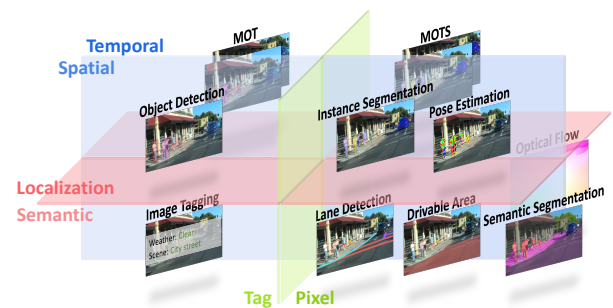 MOT
MOTS
Temporal
Spatial
Object Detection
Instance Segmentation
Pose Estimation
Optical Flow
Localization
Semantic
Image Tagging
Weather: Clear
Scene: City street
Lane Detection
Drivable Area
Semantic Segmentation
Tag
Pixel